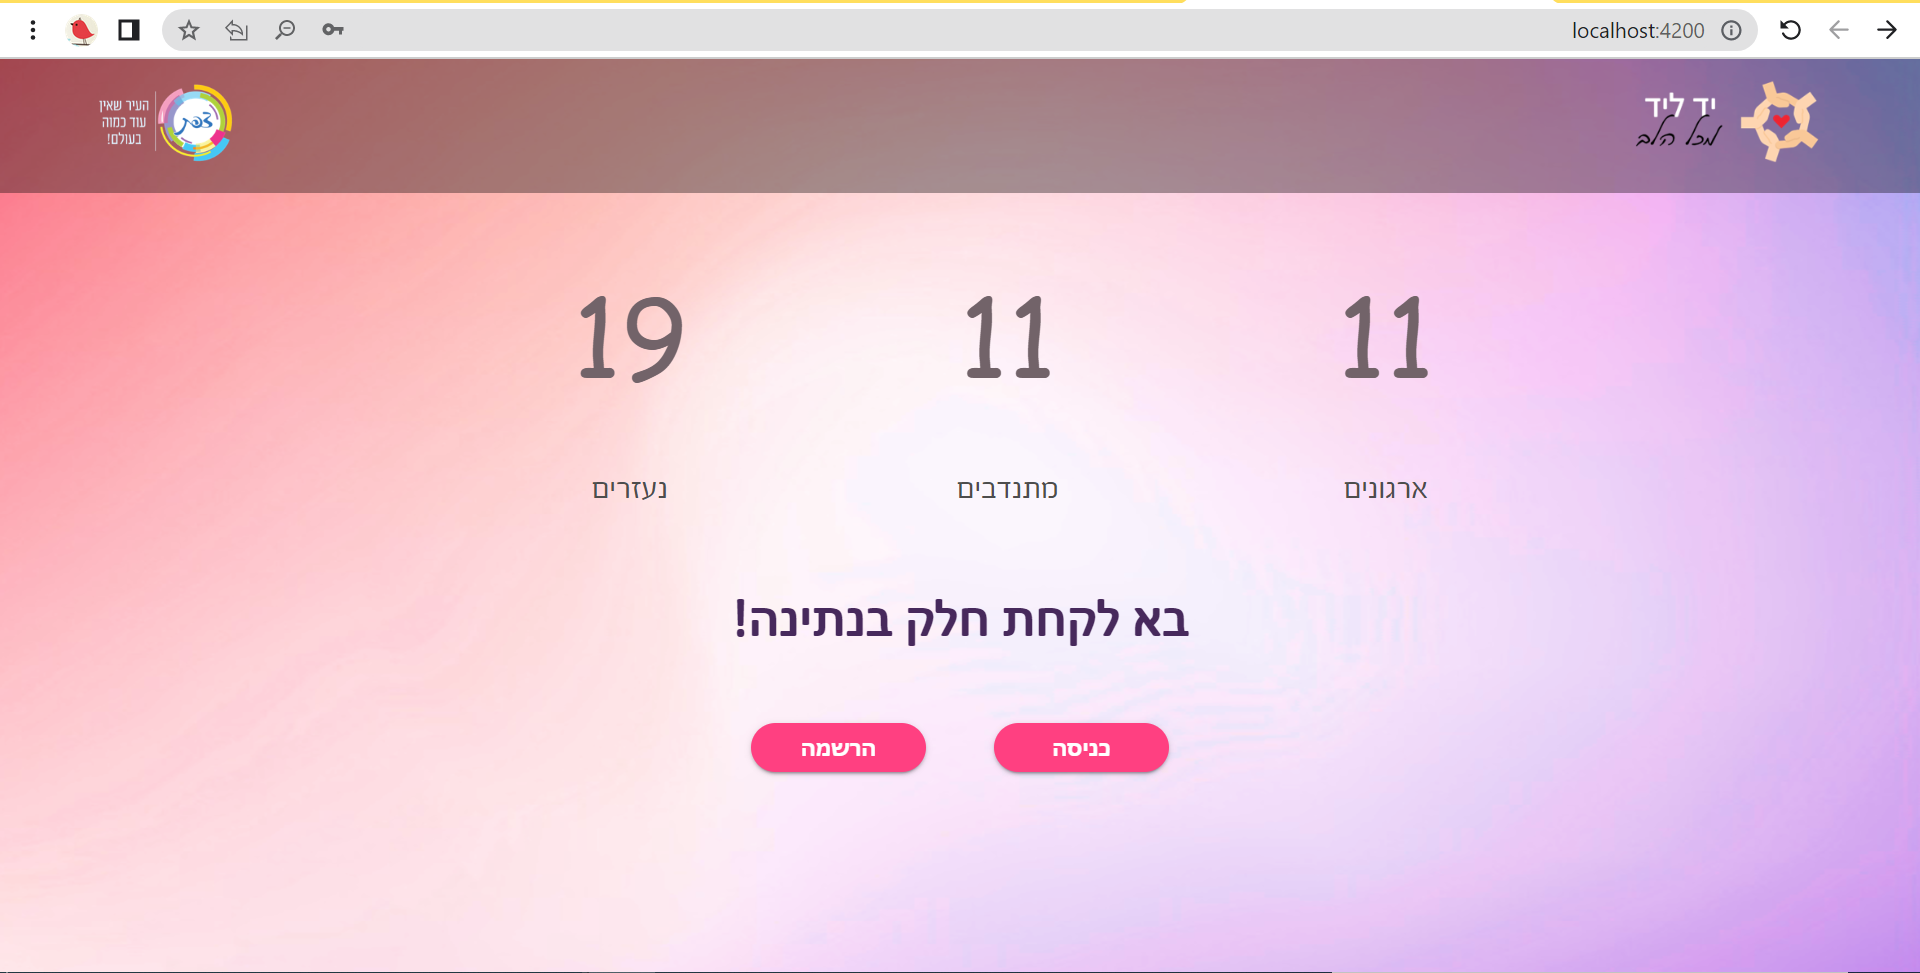 localhost:4200
יד ליד
מכל הלב
צפת
העיר שאין
עוד כמוה
בעולם!
11
11
19
ארגונים
מתנדבים
נעזרים
בא לקחת חלק בנתינה!
כניסה
הרשמה